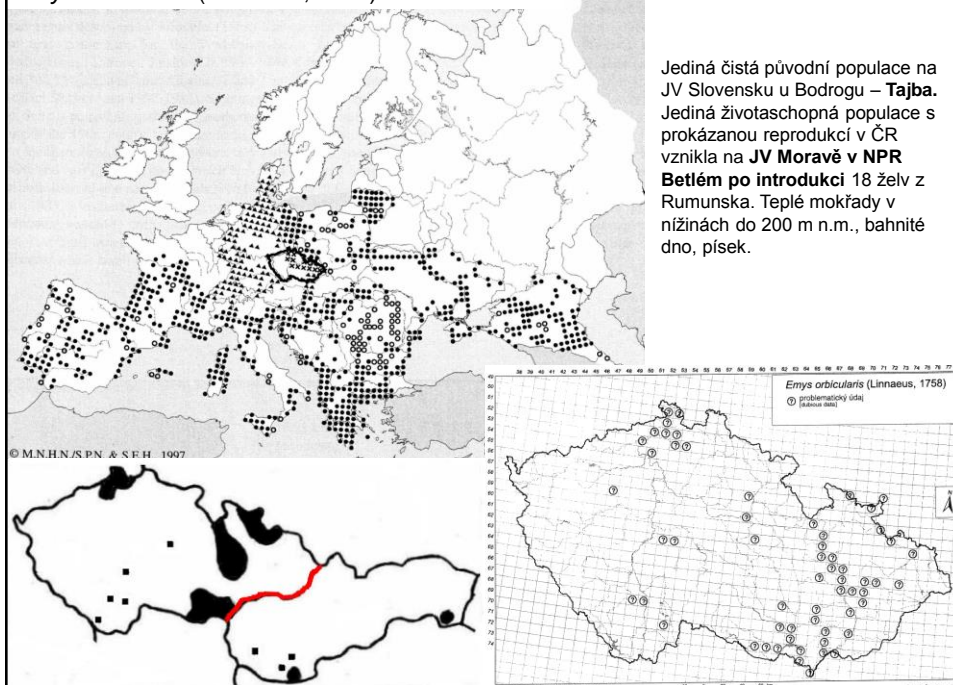 Jediná čistá původní populace na
JV Slovensku u Bodrogu – Tajba.
Jediná životaschopná populace s
prokázanou reprodukcí v ČR
vznikla na JV Moravě v NPR
Betlém po introdukci 18 želv z
Rumunska. Teplé mokřady v
nížinách do 200 m n.m., bahnité
dno, písek.
© M.N.H.N./S.P.N. & S.E.H., 1997
Emys orbicularis (Linnaeus, 1758)
? problematický údaj
(dubious data)
N